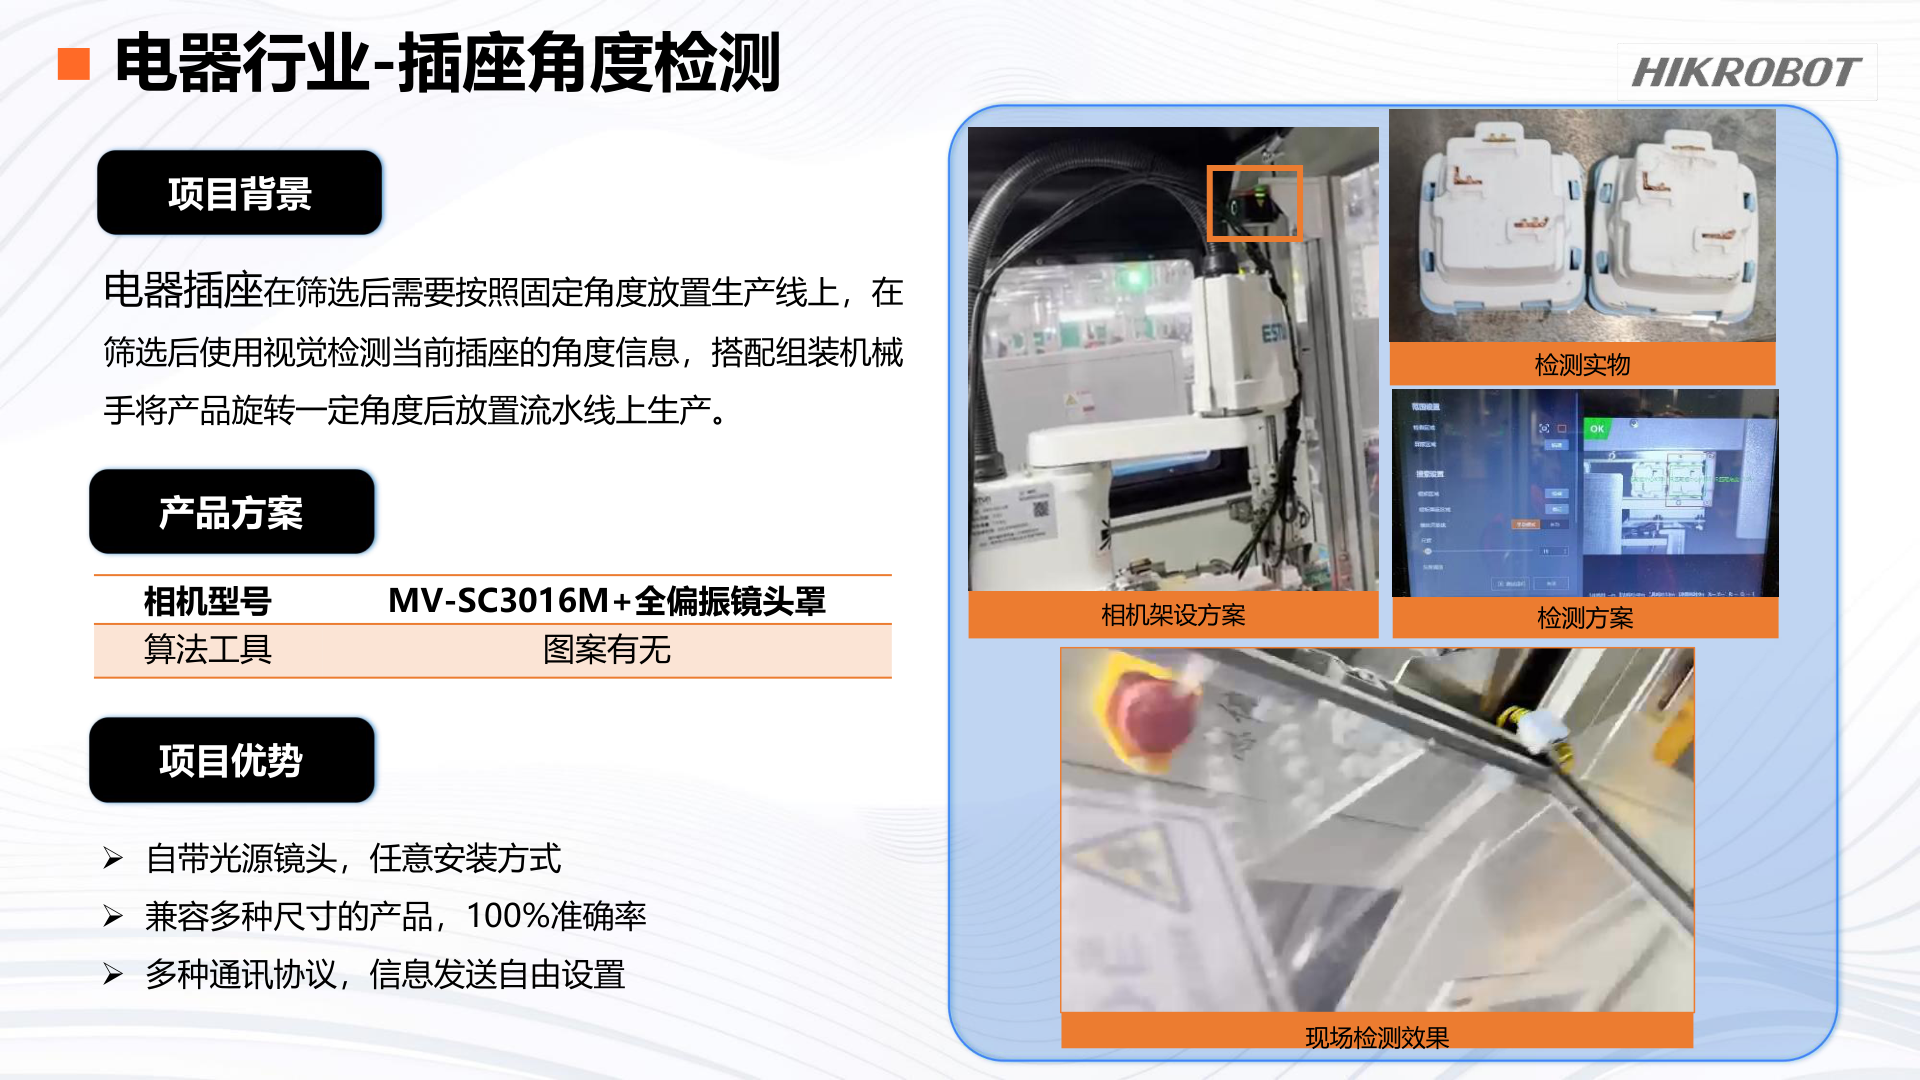 电器行业-插座角度检测
HIKROBOT
项目背景
电器插座在筛选后需要按照固定角度放置生产线上，在
筛选后使用视觉检测当前插座的角度信息，搭配组装机械
手将产品旋转一定角度后放置流水线上生产。
产品方案
相机型号 MV-SC3016M+全偏振镜头罩
算法工具 图案有无
项目优势
➢ 自带光源镜头，任意安装方式
➢ 兼容多种尺寸的产品，100%准确率
➢ 多种通讯协议，信息发送自由设置
相机架设方案
检测实物
OK
检测方案
现场检测效果